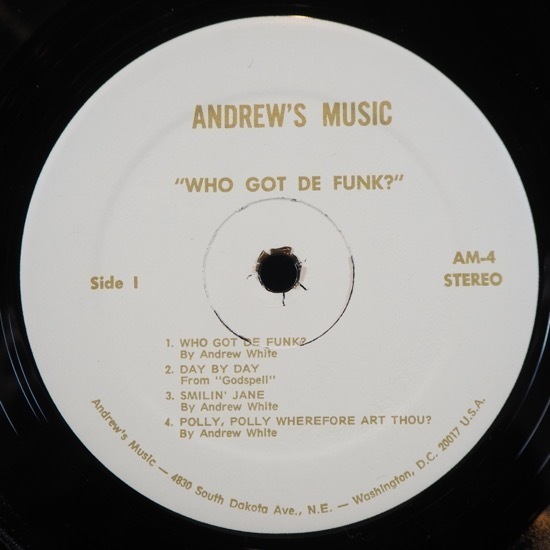 ANDREW'S MUSIC
"WHO GOT DE FUNK?"
Side I
AM-4
STEREO
1. WHO GOT DE FUNK?
By Andrew White
2. DAY BY DAY
From "Godspell"
3. SMILIN' JANE
By Andrew White
4. POLLY, POLLY WHEREFORE ART THOU?
By Andrew White
Andrew's Music — 4830 South Dakota Ave., N.E. — Washington, D.C. 20017 U.S.A.